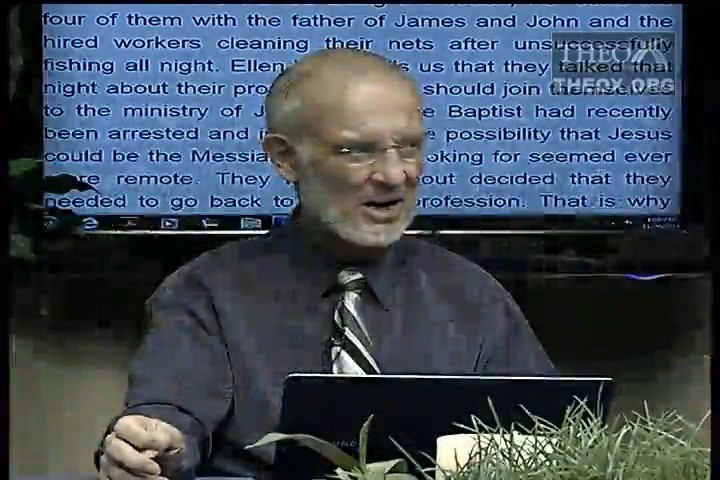 four of them with the father of James and John and the
hired workers cleaning their nets after unsuccessfully
fishing all night. Ellen us that they talked that
night about their should join themselves
to the ministry of Baptist had recently
been arrested and possibility that Jesus
could be the for seemed ever
remote. They decided that they
needed to go back to profession. That is why
THEOX
THEOX.ORG